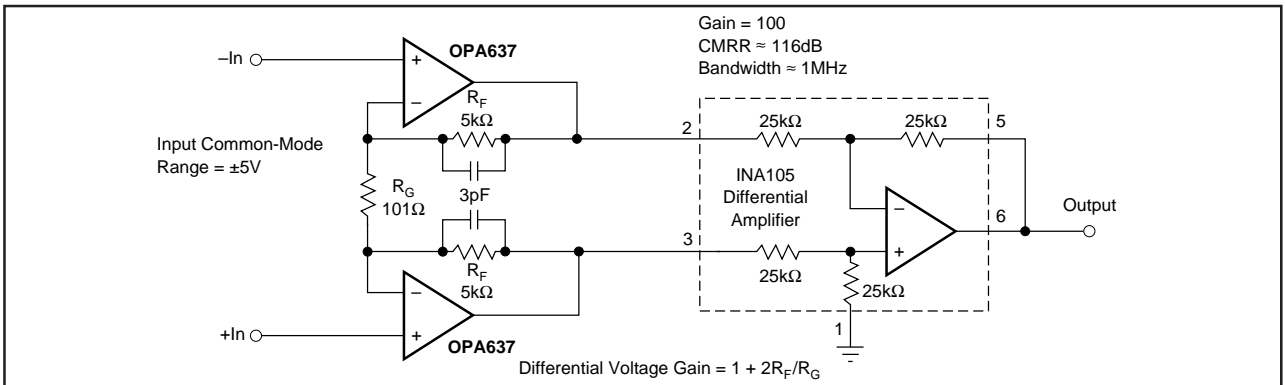 Gain = 100
CMRR ≈ 116dB
Bandwidth ≈ 1MHz
OPA637
–In
+
–
R_F
5kΩ
3pF
Input Common-Mode
Range = ±5V
R_G
101Ω
R_F
5kΩ
–
+
+In
OPA637
2
25kΩ
25kΩ
5
INA105
Differential
Amplifier
–
+
6
Output
3
25kΩ
25kΩ
1
Differential Voltage Gain = 1 + 2R_F/R_G